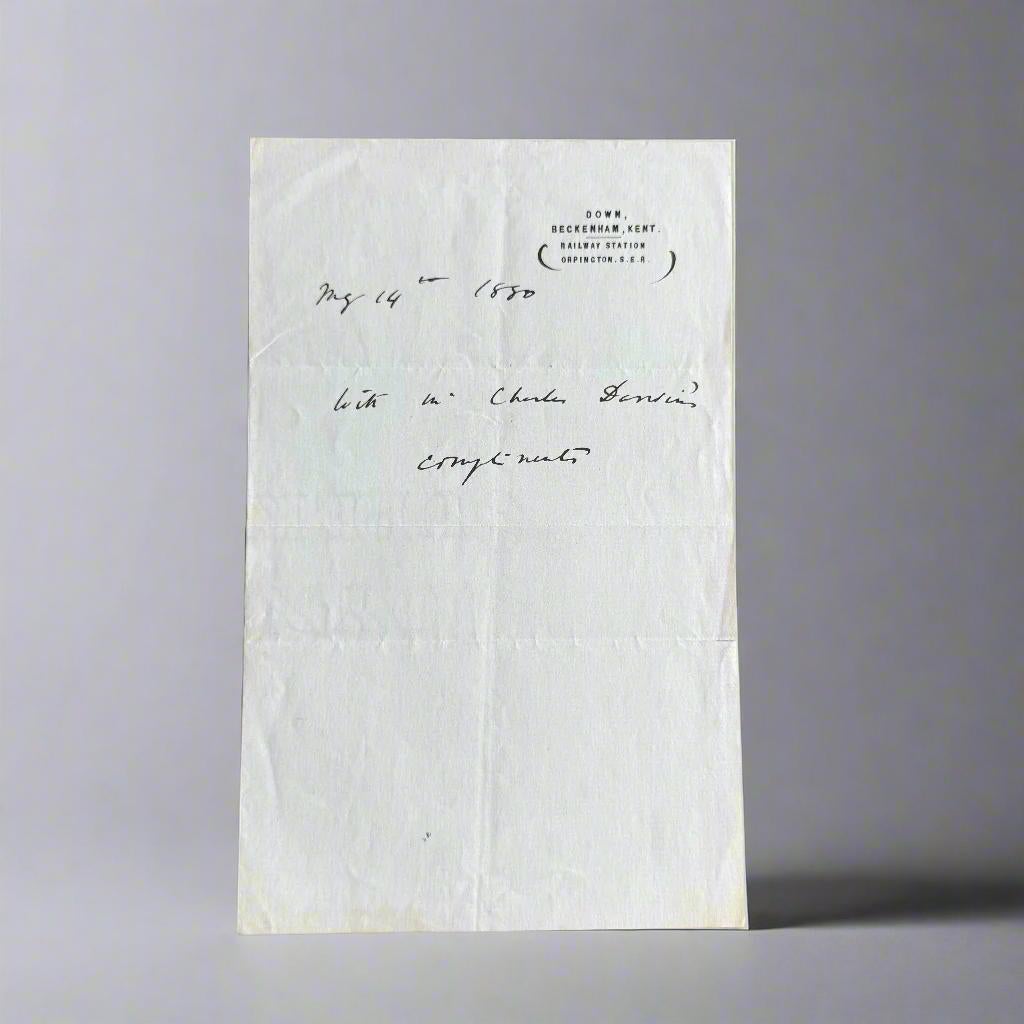 DOWN,
BECKENHAM, KENT.
(RAILWAY STATION
ORPINGTON. S.E.R.)
May 14th 1880
With Mr Charles Darwin's
compliments